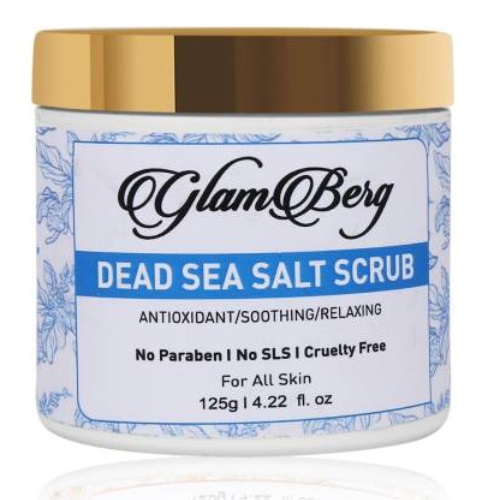 GlamBerg
DEAD SEA SALT SCRUB
ANTIOXIDANT/SOOTHING/RELAXING
No Paraben I No SLS I Cruelty Free
For All Skin
125g I 4.22 fl. oz